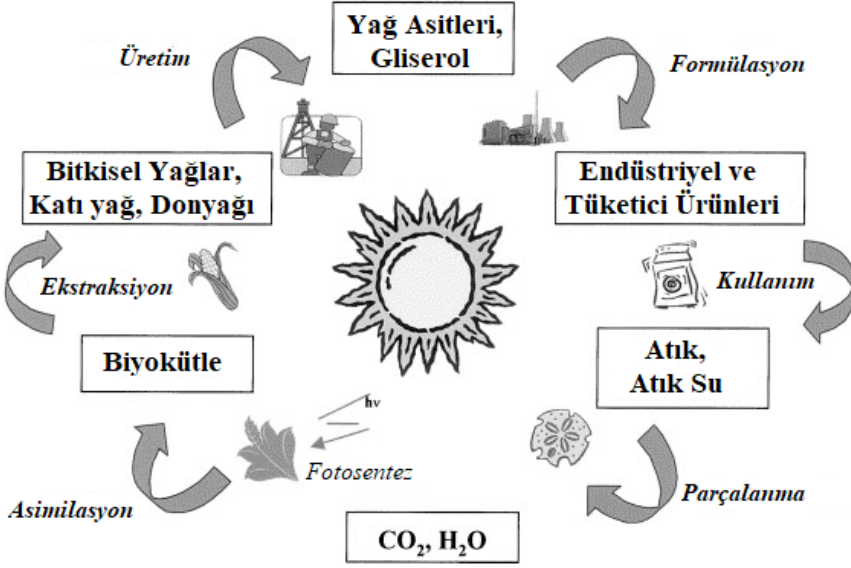 Yağ Asitleri,
Gliserol
Üretim
Formülasyon
Bitkisel Yağlar,
Katı yağ, Donyağı
Endüstriyel ve
Tüketici Ürünleri
Ekstraksiyon
Kullanım
Biyokütle
Atık,
Atık Su
hν
Fotosentez
Asimilasyon
Parçalanma
CO₂, H₂O